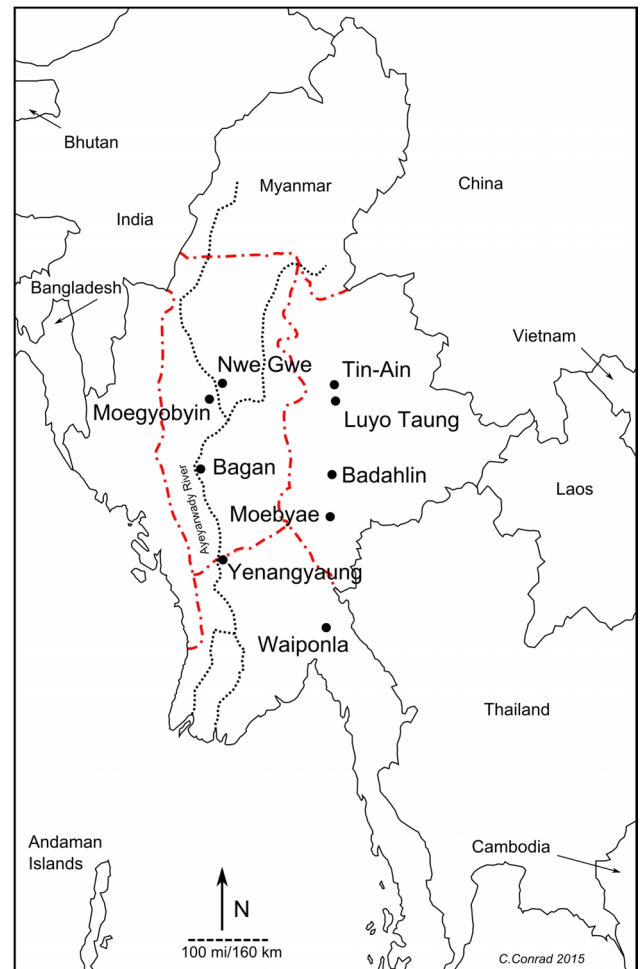 Bhutan
Myanmar
China
India
Bangladesh
Vietnam
Nwe Gwe
Tin-Ain
Moegyobyin
Luyo Taung
Bagan
Badahlin
Laos
Ayeyarwady River
Moebyae
Yenangyaung
Waiponla
Thailand
Andaman
Islands
Cambodia
N
100 mi/160 km
C.Conrad 2015